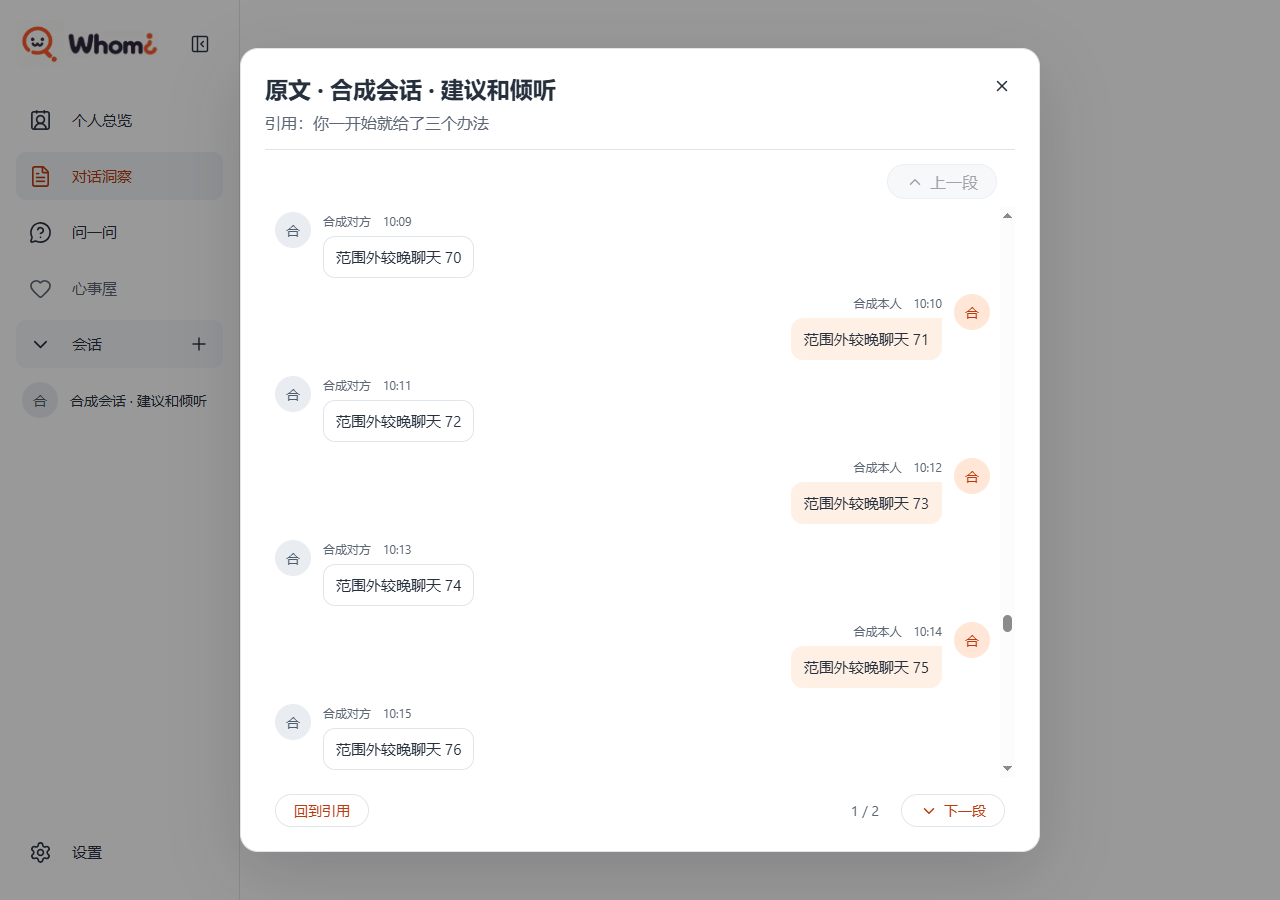 Whomi
个人总览
对话洞察
问一问
心事屋
会话
合
合成会话 · 建议和倾听
设置
原文 · 合成会话 · 建议和倾听
引用：你一开始就给了三个办法
上一段
合
合成对方 10:09
范围外较晚聊天 70
合成本人 10:10
合
范围外较晚聊天 71
合
合成对方 10:11
范围外较晚聊天 72
合成本人 10:12
合
范围外较晚聊天 73
合
合成对方 10:13
范围外较晚聊天 74
合成本人 10:14
合
范围外较晚聊天 75
合
合成对方 10:15
范围外较晚聊天 76
回到引用
1 / 2
下一段